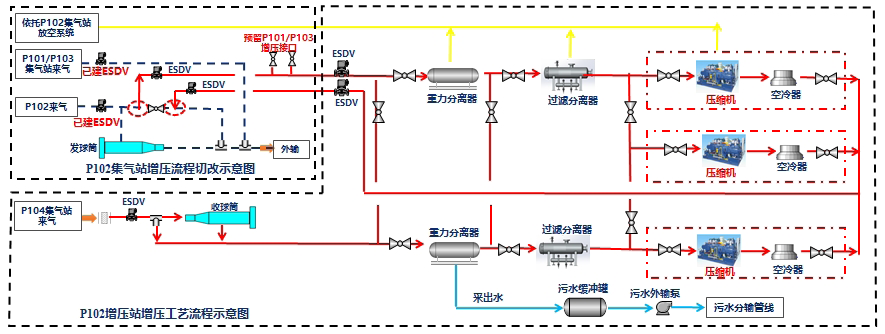 依托P102集气站
放空系统
预留P101/P103
增压接口
P101/P103
集气站来气
ESDV
已建ESDV
ESDV
ESDV
ESDV
ESDV
P102来气
已建ESDV
发球筒
外输
P102集气站增压流程切改示意图
重力分离器
过滤分离器
压缩机
空冷器
压缩机
空冷器
P104集气站
来气
ESDV
收球筒
重力分离器
过滤分离器
压缩机
空冷器
采出水
污水缓冲罐
污水外输泵
污水分输管线
P102增压站增压工艺流程示意图